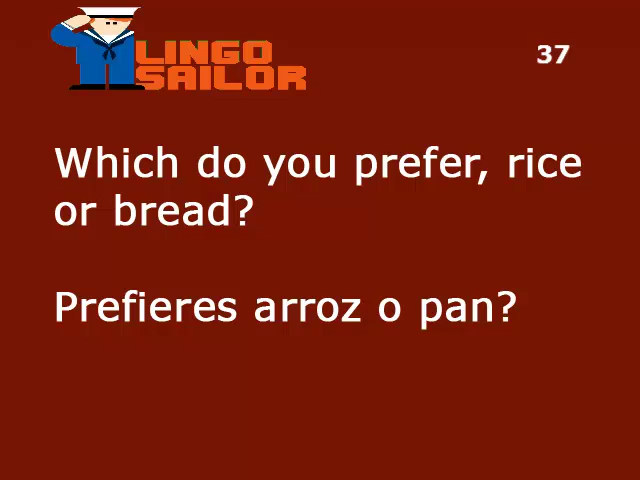 LINGO
SAILOR
37
Which do you prefer, rice
or bread?
Prefieres arroz o pan?